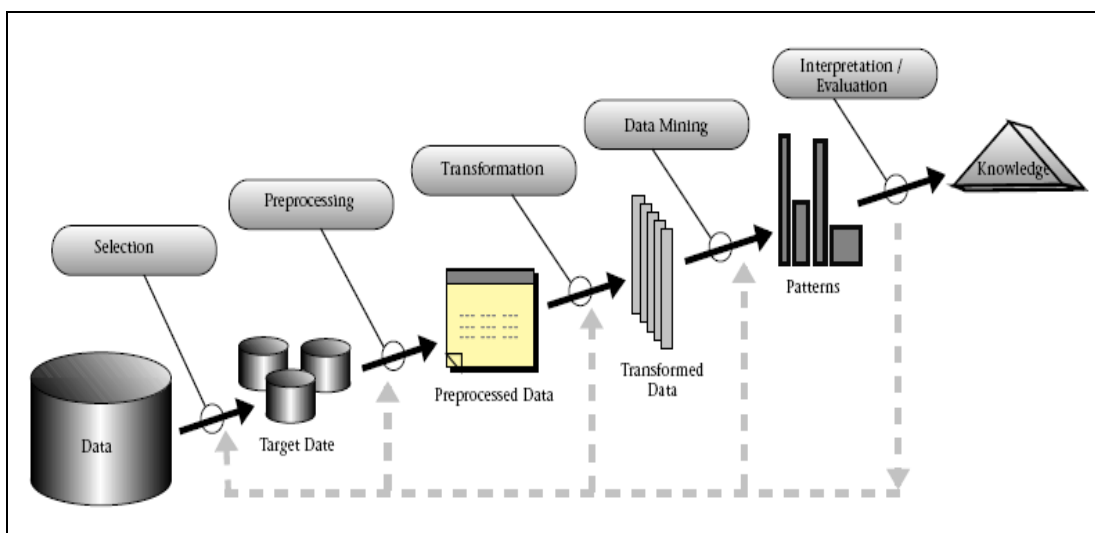 Interpretation /
Evaluation
Data Mining
Transformation
Preprocessing
Selection
Knowledge
Patterns
Transformed
Data
Preprocessed Data
Target Date
Data